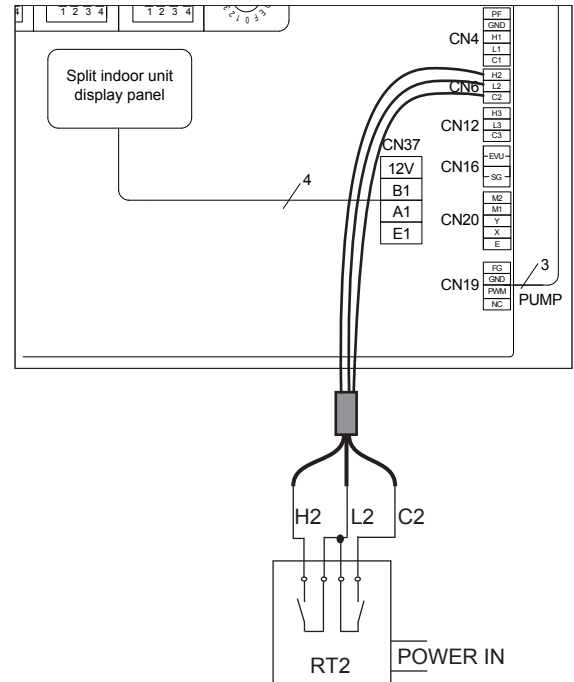 1 2 3 4
1 2 3 4
Split indoor unit
display panel
CN37
12V
B1
A1
E1
4
CN4
PF
GND
H1
L1
C1
CN6
H2
L2
C2
CN12
H3
L3
C3
CN16
EVU
SG
CN20
M2
M1
Y
X
E
CN19
FG
GND
PWM
NC
3
PUMP
H2
L2
C2
RT2
POWER IN